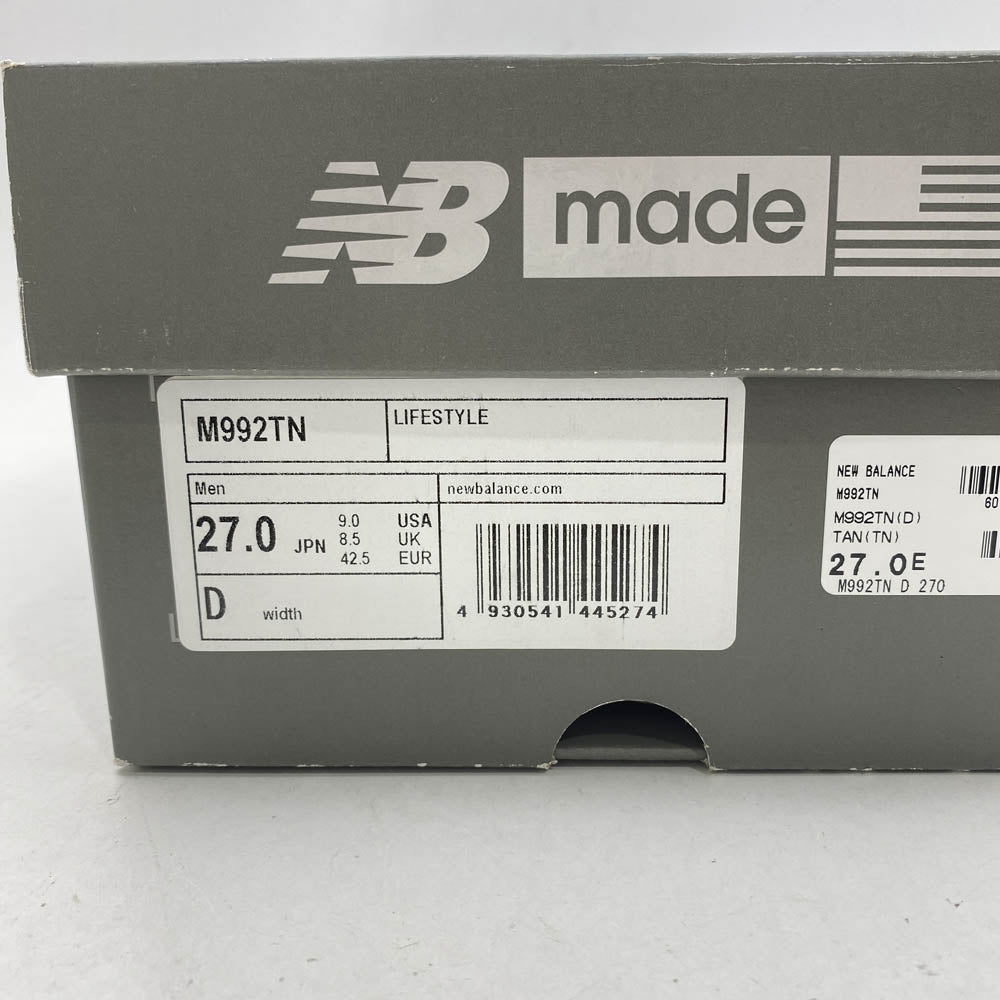 NB made
M992TN LIFESTYLE
Men newbalance.com
27.0 JPN
9.0 USA
8.5 UK
42.5 EUR
D width
4 930541 445274
NEW BALANCE
M992TN
60
M992TN(D)
TAN(TN)
27.0E
M992TN D 270